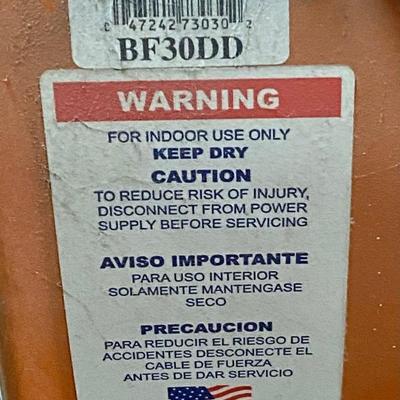 0 47242 73030 2
BF30DD
WARNING
FOR INDOOR USE ONLY
KEEP DRY
CAUTION
TO REDUCE RISK OF INJURY,
DISCONNECT FROM POWER
SUPPLY BEFORE SERVICING
AVISO IMPORTANTE
PARA USO INTERIOR
SOLAMENTE MANTENGASE
SECO
PRECAUCION
PARA REDUCIR EL RIESGO DE
ACCIDENTES DESCONECTE EL
CABLE DE FUERZA
ANTES DE DAR SERVICIO